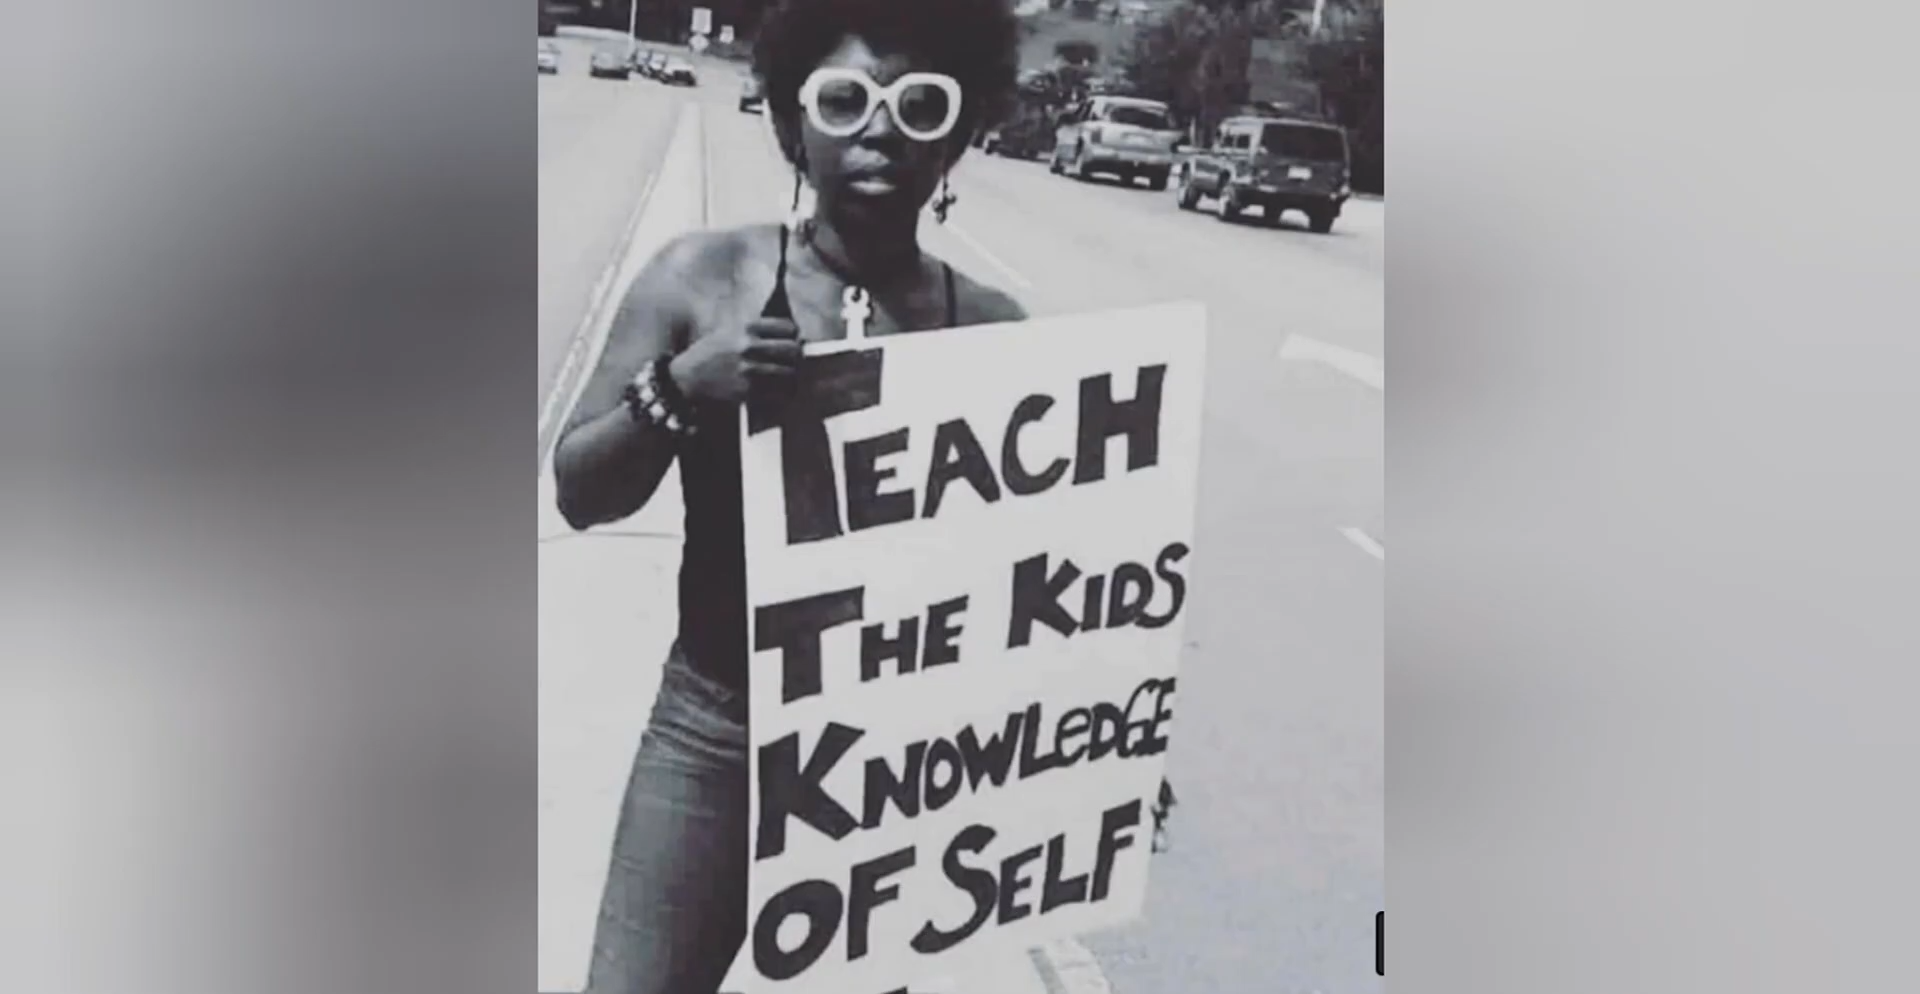 TEACH
THE KIDS
KNOWLeDGE
OF SELF